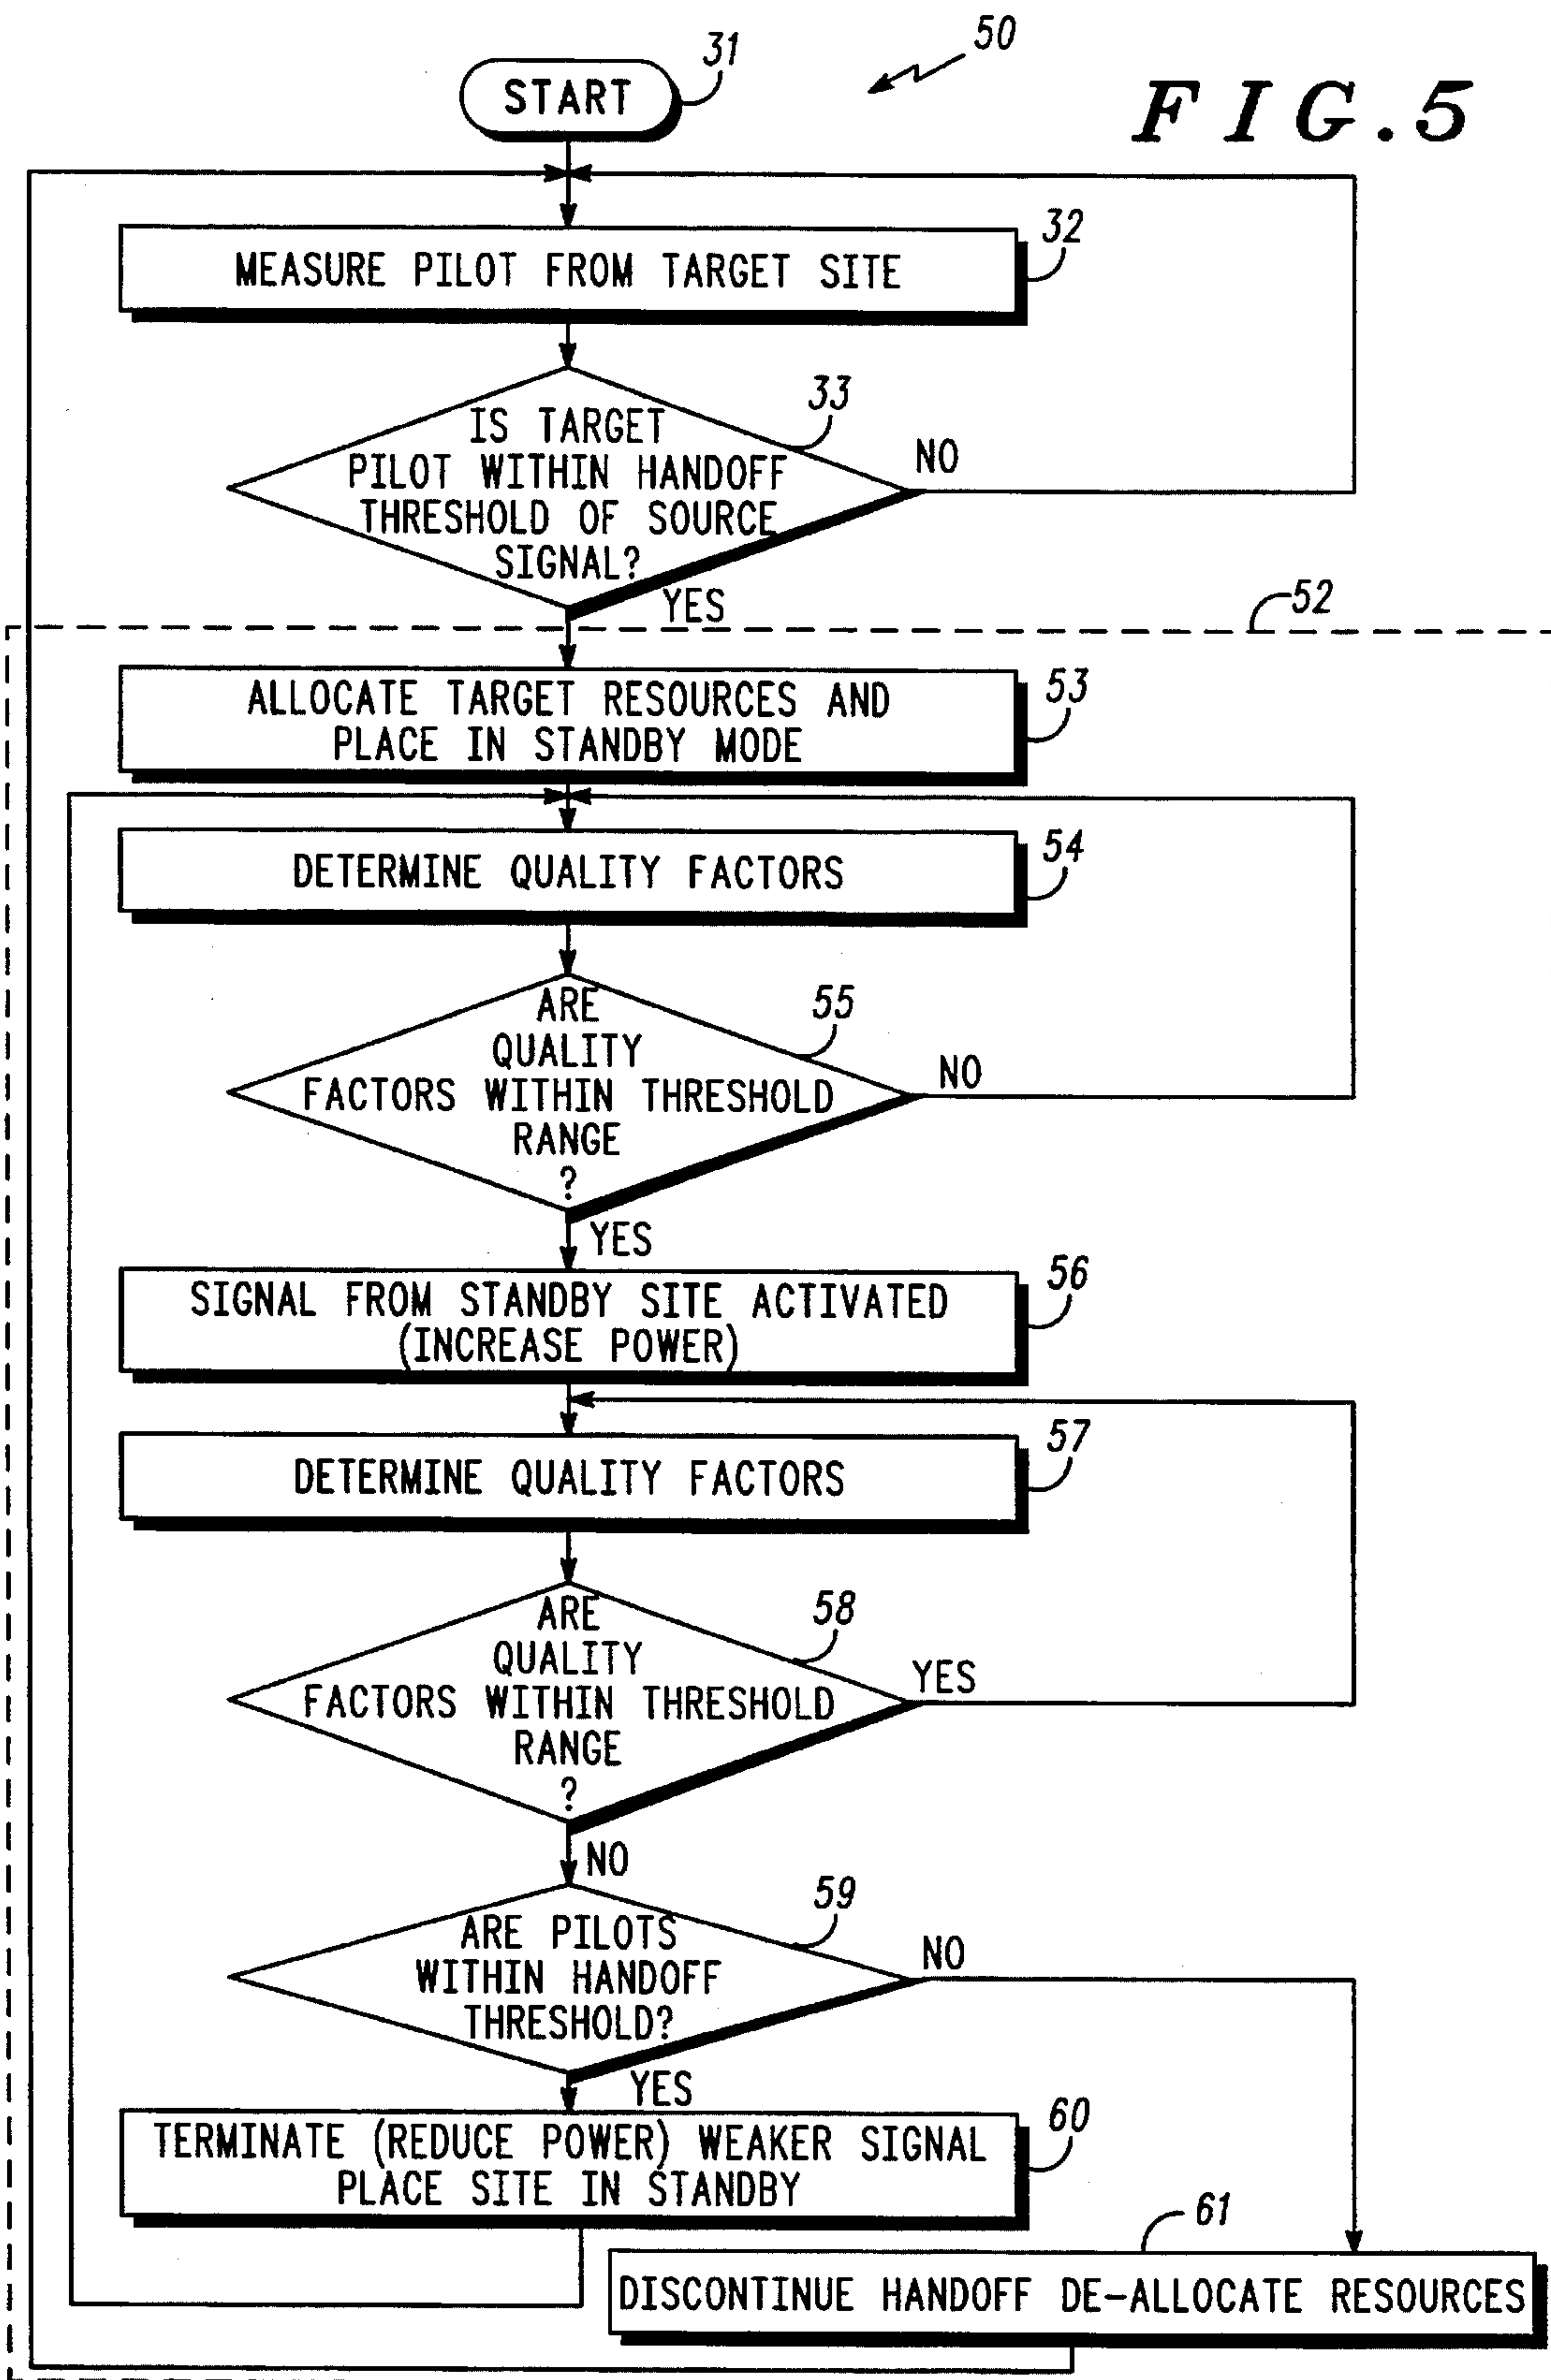 50
31
START
FIG.5
32
MEASURE PILOT FROM TARGET SITE
33
IS TARGET
PILOT WITHIN HANDOFF
THRESHOLD OF SOURCE
SIGNAL?
NO
YES
52
53
ALLOCATE TARGET RESOURCES AND
PLACE IN STANDBY MODE
54
DETERMINE QUALITY FACTORS
55
ARE
QUALITY
FACTORS WITHIN THRESHOLD
RANGE
?
NO
YES
56
SIGNAL FROM STANDBY SITE ACTIVATED
(INCREASE POWER)
57
DETERMINE QUALITY FACTORS
58
ARE
QUALITY
FACTORS WITHIN THRESHOLD
RANGE
?
YES
NO
59
ARE PILOTS
WITHIN HANDOFF
THRESHOLD?
NO
YES
60
TERMINATE (REDUCE POWER) WEAKER SIGNAL
PLACE SITE IN STANDBY
61
DISCONTINUE HANDOFF DE-ALLOCATE RESOURCES